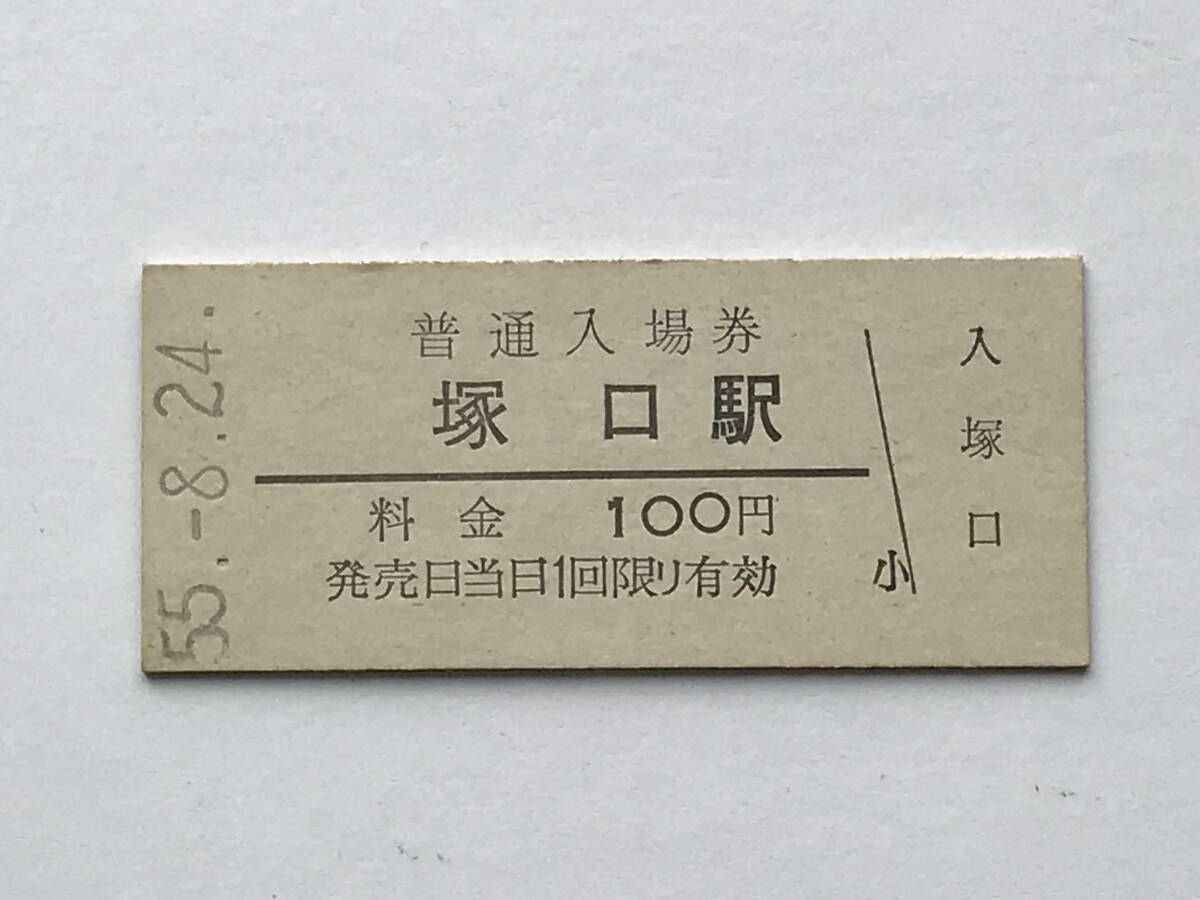 55.-8.24.
普通入場券
塚口駅
料金 100円
発売日当日1回限り有効
小
入
塚
口